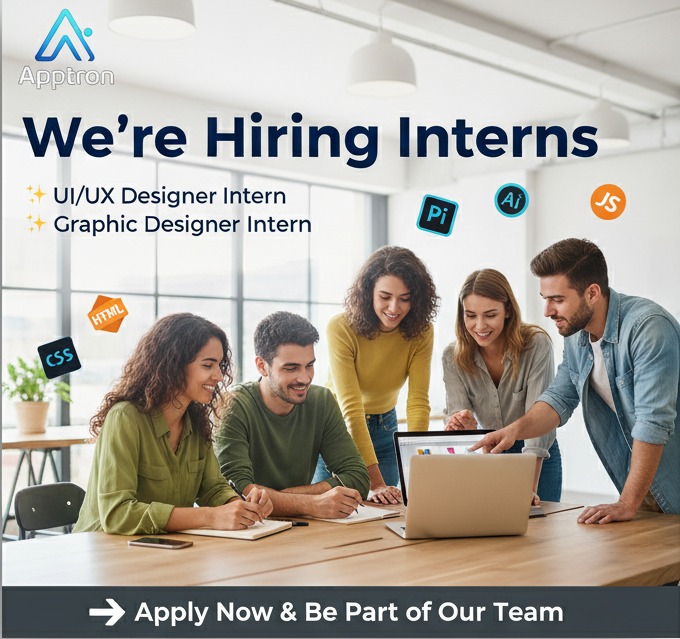 Apptron
We're Hiring Interns
✨ UI/UX Designer Intern
✨ Graphic Designer Intern
Pi
Ai
JS
HTML
CSS
→ Apply Now & Be Part of Our Team